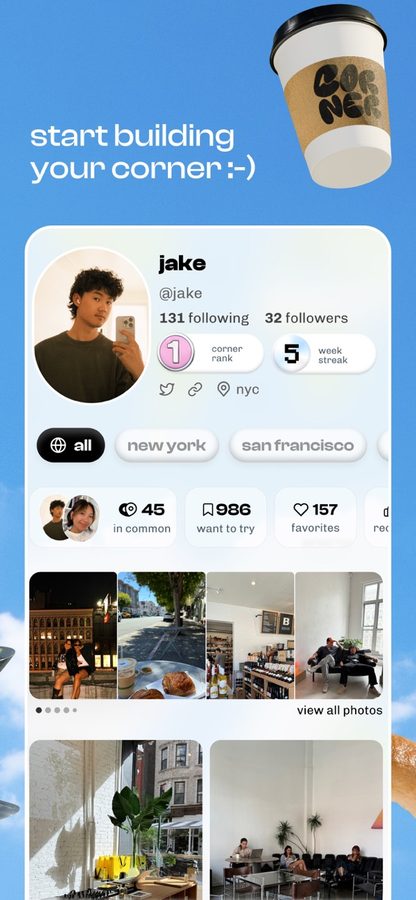 COR
NER
start building
your corner :-)
jake
@jake
131 following 32 followers
1 corner rank
5 week streak
nyc
all new york san francisco
45 986 157
in common want to try favorites rec
B
view all photos